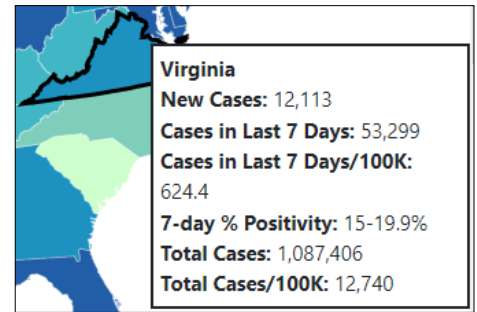 Virginia
New Cases: 12,113
Cases in Last 7 Days: 53,299
Cases in Last 7 Days/100K:
624.4
7-day % Positivity: 15-19.9%
Total Cases: 1,087,406
Total Cases/100K: 12,740